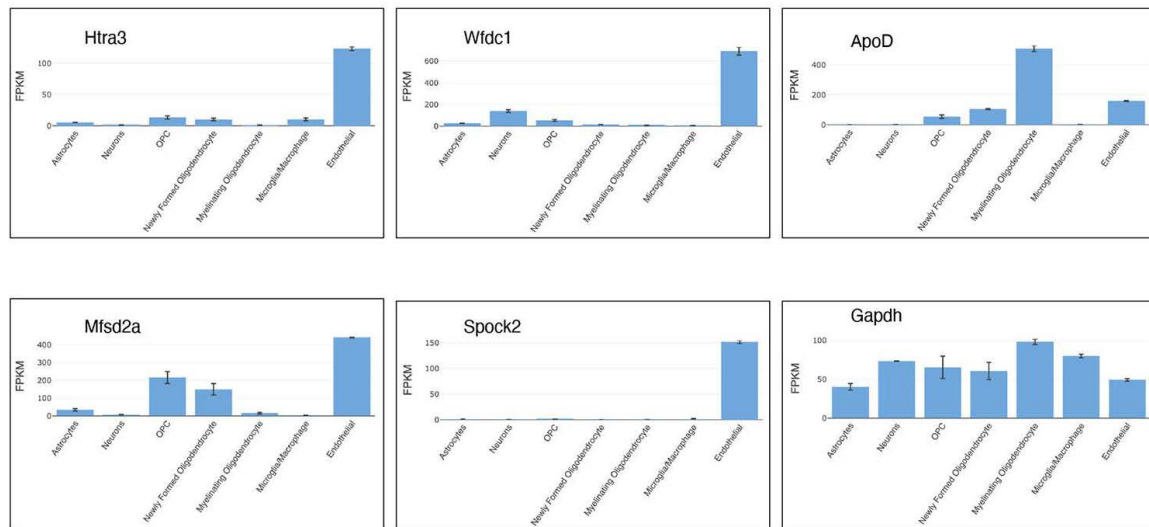 Htra3
FPKM
100
50
0
Astrocytes
Neurons
OPC
Newly Formed Oligodendrocyte
Myelinating Oligodendrocyte
Microglia/Macrophage
Endothelial
Wfdc1
FPKM
600
400
200
0
Astrocytes
Neurons
OPC
Newly Formed Oligodendrocyte
Myelinating Oligodendrocyte
Microglia/Macrophage
Endothelial
ApoD
FPKM
400
200
0
Astrocytes
Neurons
OPC
Newly Formed Oligodendrocyte
Myelinating Oligodendrocyte
Microglia/Macrophage
Endothelial
Mfsd2a
FPKM
400
300
200
100
0
Astrocytes
Neurons
OPC
Newly Formed Oligodendrocyte
Myelinating Oligodendrocyte
Microglia/Macrophage
Endothelial
Spock2
FPKM
150
100
50
0
Astrocytes
Neurons
OPC
Newly Formed Oligodendrocyte
Myelinating Oligodendrocyte
Microglia/Macrophage
Endothelial
Gapdh
FPKM
100
50
0
Astrocytes
Neurons
OPC
Newly Formed Oligodendrocyte
Myelinating Oligodendrocyte
Microglia/Macrophage
Endothelial